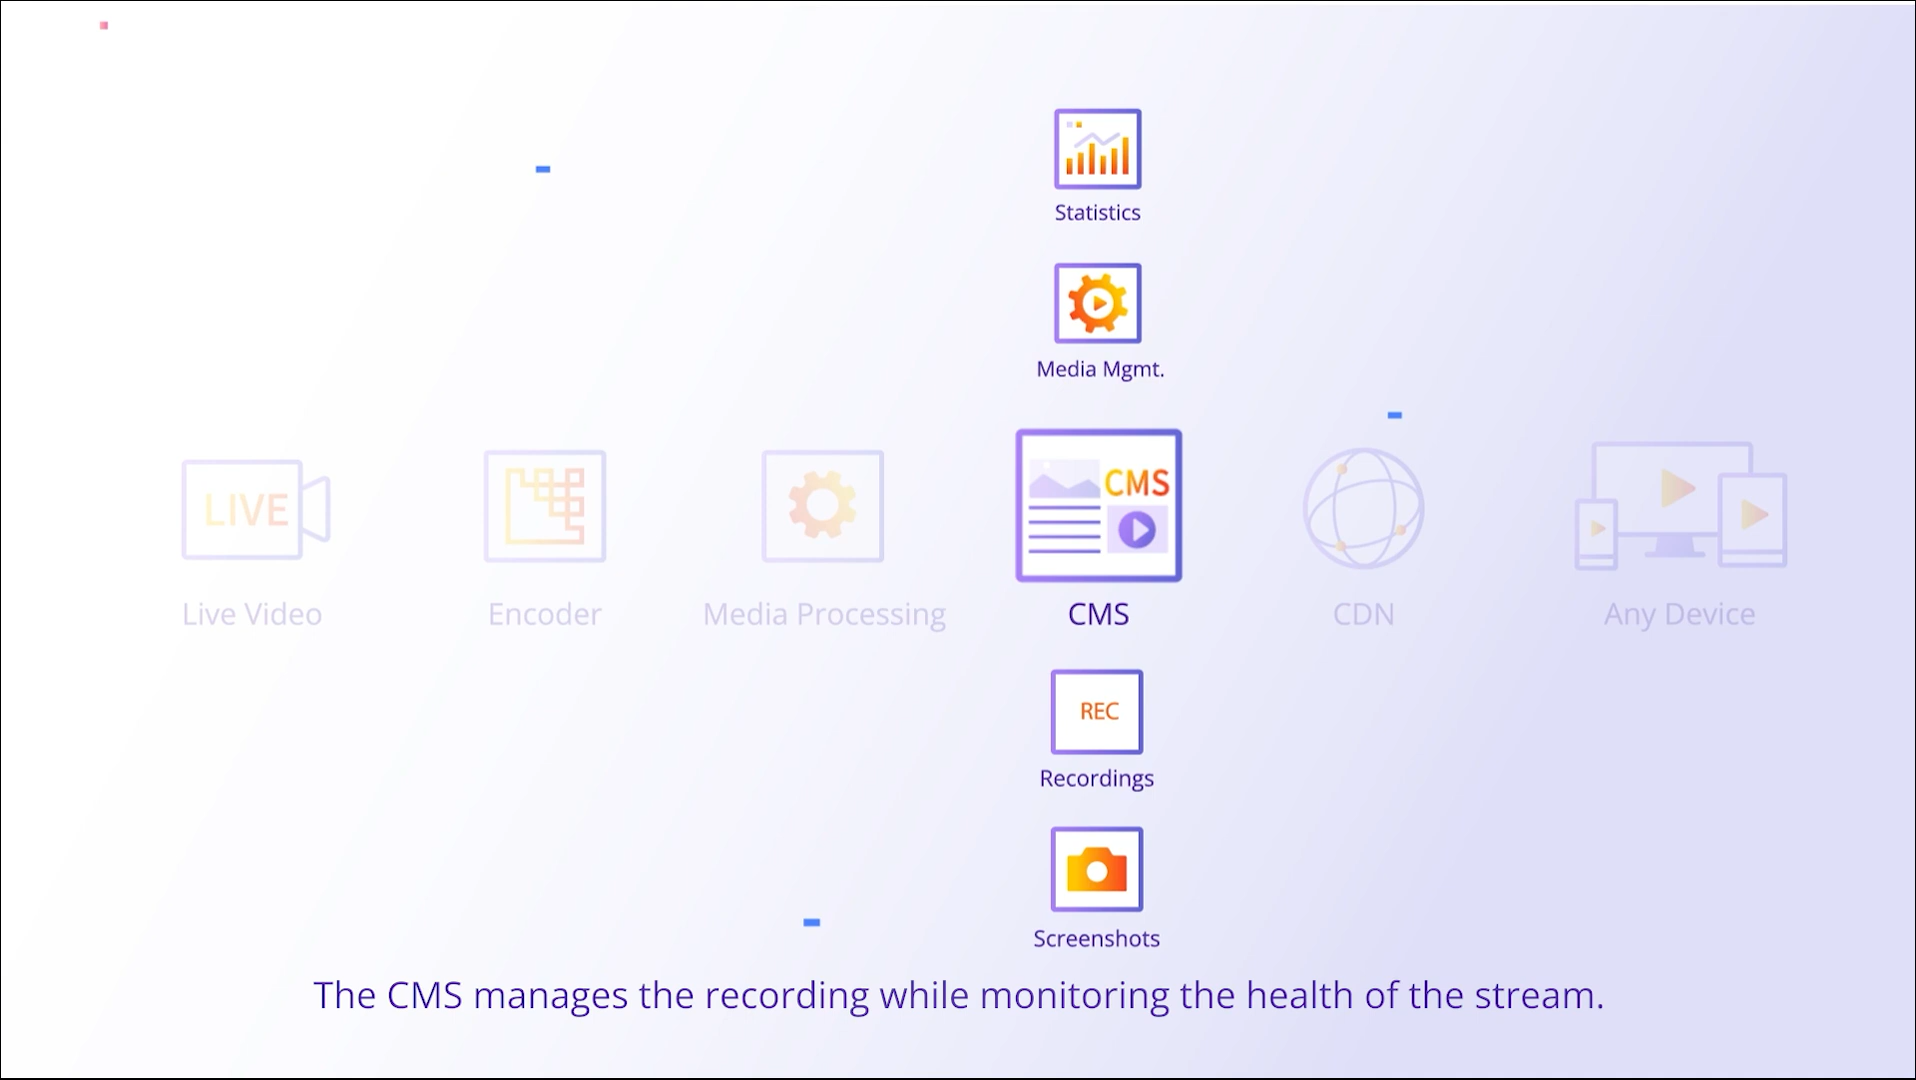 Statistics
Media Mgmt.
LIVE
CMS
Live Video
Encoder
Media Processing
CMS
CDN
Any Device
REC
Recordings
Screenshots
The CMS manages the recording while monitoring the health of the stream.